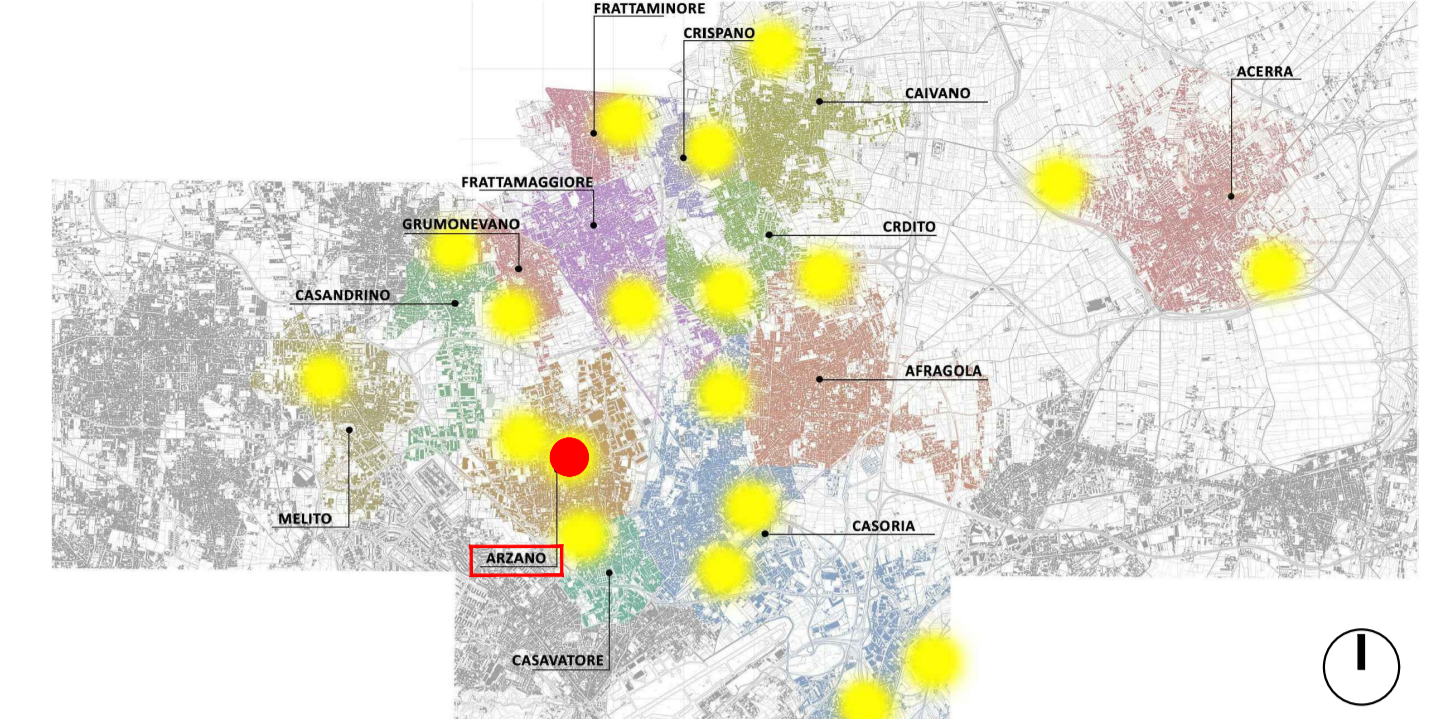 FRATTAMINORE
CRISPANO
ACERRA
CAIVANO
FRATTAMAGGIORE
GRUMONEVANO
CRDITO
CASANDRINO
AFRAGOLA
MELITO
CASORIA
ARZANO
CASAVATORE